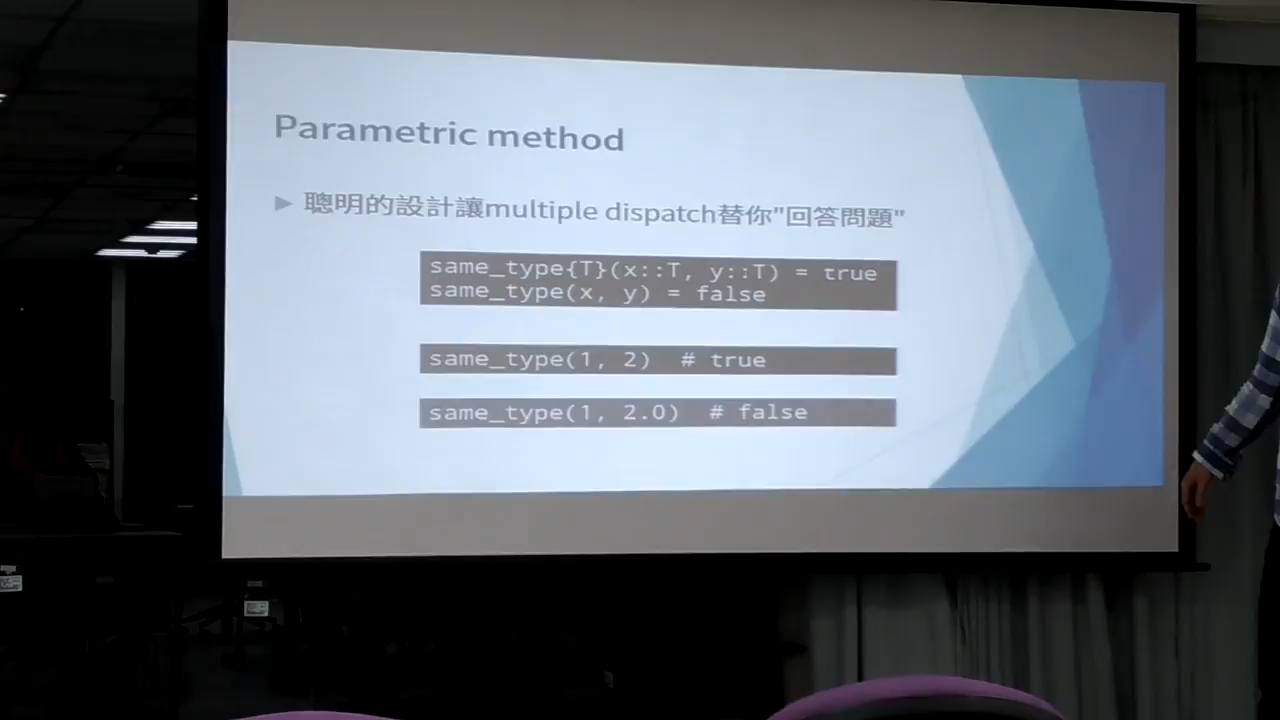 Parametric method
聰明的設計讓multiple dispatch替你"回答問題"
same_type{T}(x::T, y::T) = true
same_type(x, y) = false
same_type(1, 2)  # true
same_type(1, 2.0)  # false